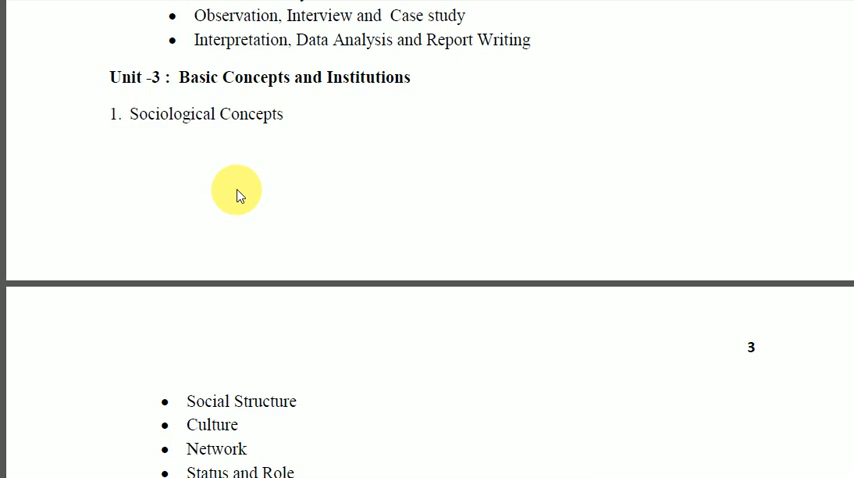 Observation, Interview and Case study
Interpretation, Data Analysis and Report Writing
Unit -3 : Basic Concepts and Institutions
1. Sociological Concepts
3
Social Structure
Culture
Network
Status and Role